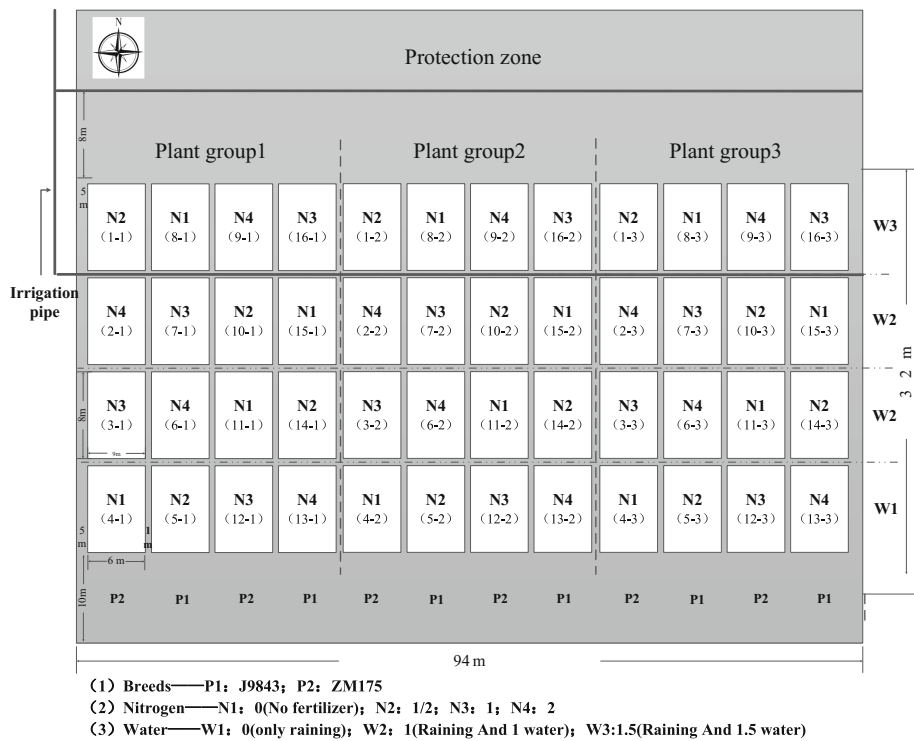 N
Protection zone
8m
Plant group1 Plant group2 Plant group3
5
m
N2 N1 N4 N3 N2 N1 N4 N3 N2 N1 N4 N3 W3
(1-1) (8-1) (9-1) (16-1) (1-2) (8-2) (9-2) (16-2) (1-3) (8-3) (9-3) (16-3)
Irrigation
pipe
N4 N3 N2 N1 N4 N3 N2 N1 N4 N3 N2 N1 W2
(2-1) (7-1) (10-1) (15-1) (2-2) (7-2) (10-2) (15-2) (2-3) (7-3) (10-3) (15-3)
32 m
8m
N3 N4 N1 N2 N3 N4 N1 N2 N3 N4 N1 N2 W2
(3-1) (6-1) (11-1) (14-1) (3-2) (6-2) (11-2) (14-2) (3-3) (6-3) (11-3) (14-3)
9m
N1 N2 N3 N4 N1 N2 N3 N4 N1 N2 N3 N4 W1
(4-1) (5-1) (12-1) (13-1) (4-2) (5-2) (12-2) (13-2) (4-3) (5-3) (12-3) (13-3)
5
m
1
m
6 m
10m
P2 P1 P2 P1 P2 P1 P2 P1 P2 P1 P2 P1
94 m
(1) Breeds——P1: J9843; P2: ZM175
(2) Nitrogen——N1: 0(No fertilizer); N2: 1/2; N3: 1; N4: 2
(3) Water——W1: 0(only raining); W2: 1(Raining And 1 water); W3:1.5(Raining And 1.5 water)